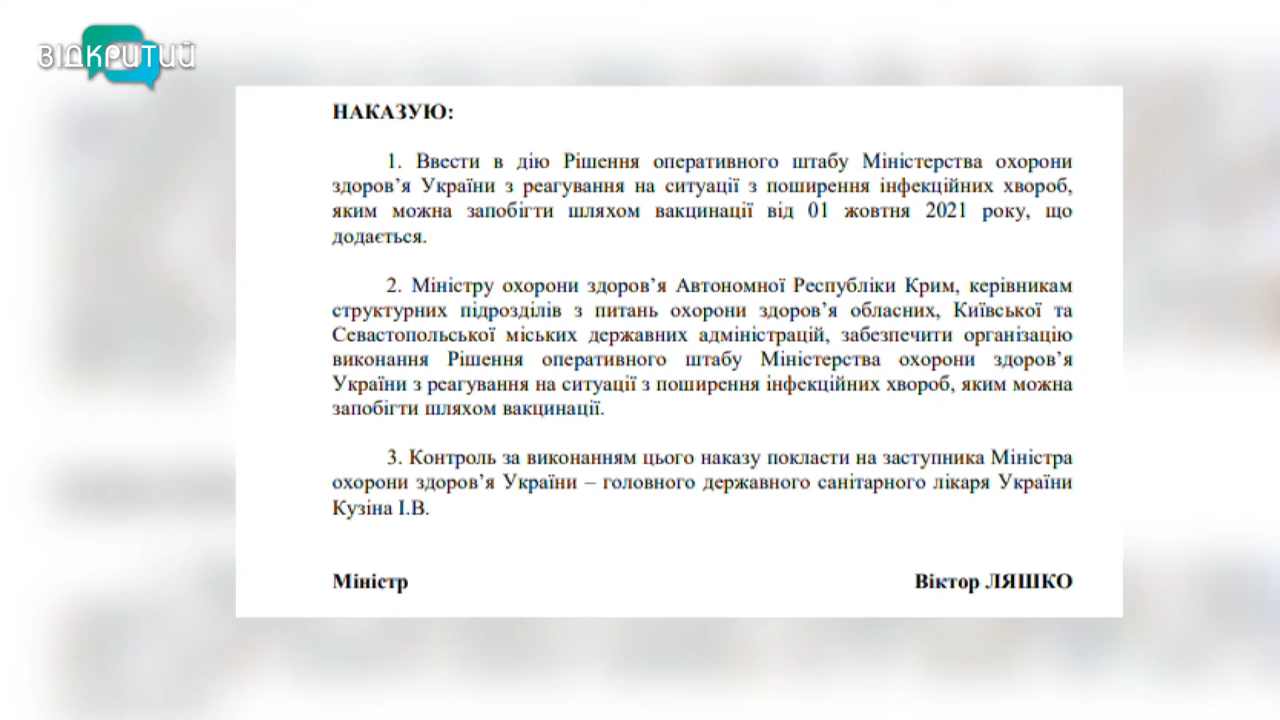 ВІДКРИТИЙ
НАКАЗУЮ:
1. Ввести в дію Рішення оперативного штабу Міністерства охорони
здоров’я України з реагування на ситуації з поширення інфекційних хвороб,
яким можна запобігти шляхом вакцинації від 01 жовтня 2021 року, що
додається.
2. Міністру охорони здоров’я Автономної Республіки Крим, керівникам
структурних підрозділів з питань охорони здоров’я обласних, Київської та
Севастопольської міських державних адміністрацій, забезпечити організацію
виконання Рішення оперативного штабу Міністерства охорони здоров’я
України з реагування на ситуації з поширення інфекційних хвороб, яким можна
запобігти шляхом вакцинації.
3. Контроль за виконанням цього наказу покласти на заступника Міністра
охорони здоров’я України – головного державного санітарного лікаря України
Кузіна І.В.
Міністр Віктор ЛЯШКО